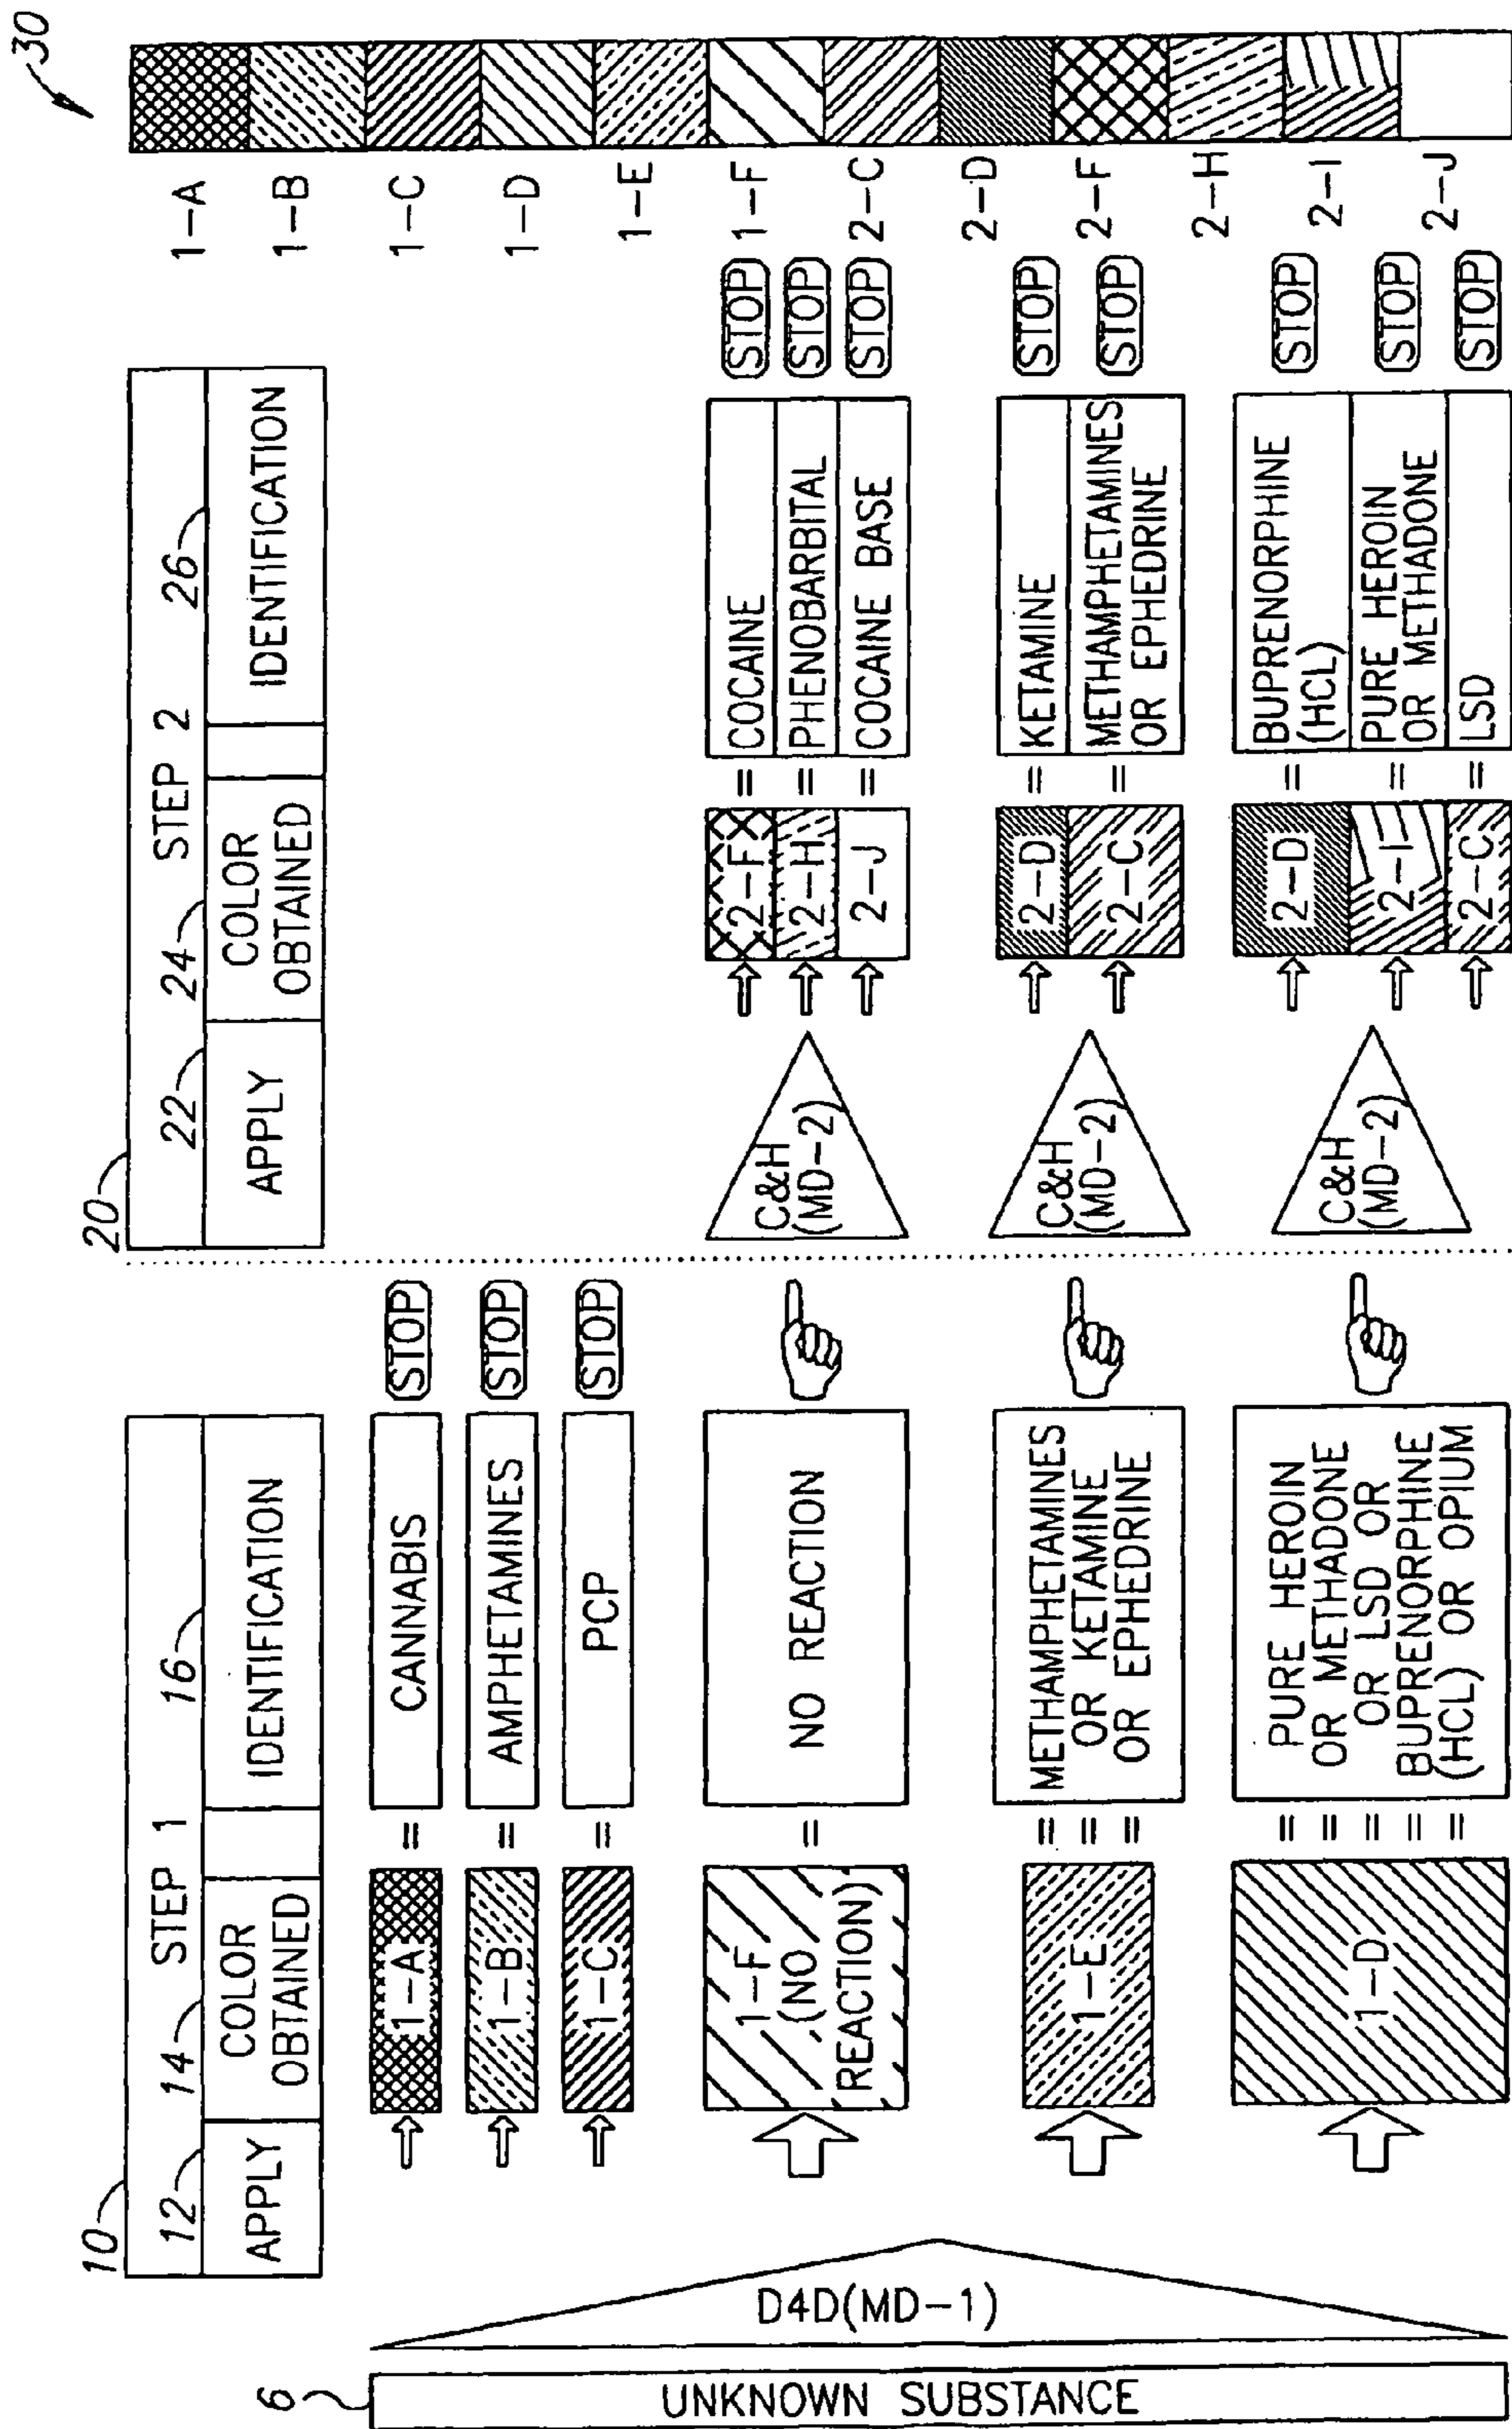 10
STEP 1
12
14
16
APPLY
COLOR
OBTAINED
IDENTIFICATION
20
STEP 2
22
24
26
APPLY
COLOR
OBTAINED
IDENTIFICATION
30
6
UNKNOWN SUBSTANCE
D4D(MD-1)
1-A = CANNABIS STOP
1-B = AMPHETAMINES STOP
1-C = PCP STOP
1-F
(NO
REACTION)
= NO REACTION
C&H
(MD-2)
2-F = COCAINE STOP
2-H = PHENOBARBITAL STOP
2-J = COCAINE BASE STOP
1-E
= METHAMPHETAMINES
= OR KETAMINE
= OR EPHEDRINE
C&H
(MD-2)
2-D = KETAMINE STOP
2-C = METHAMPHETAMINES
OR EPHEDRINE
STOP
1-D
= PURE HEROIN
= OR METHADONE
= OR LSD OR
= BUPRENORPHINE
= (HCL) OR OPIUM
C&H
(MD-2)
2-D = BUPRENORPHINE
(HCL)
STOP
2-I = PURE HEROIN
OR METHADONE
STOP
2-C = LSD STOP
1-A
1-B
1-C
1-D
1-E
1-F
2-C
2-D
2-F
2-H
2-I
2-J